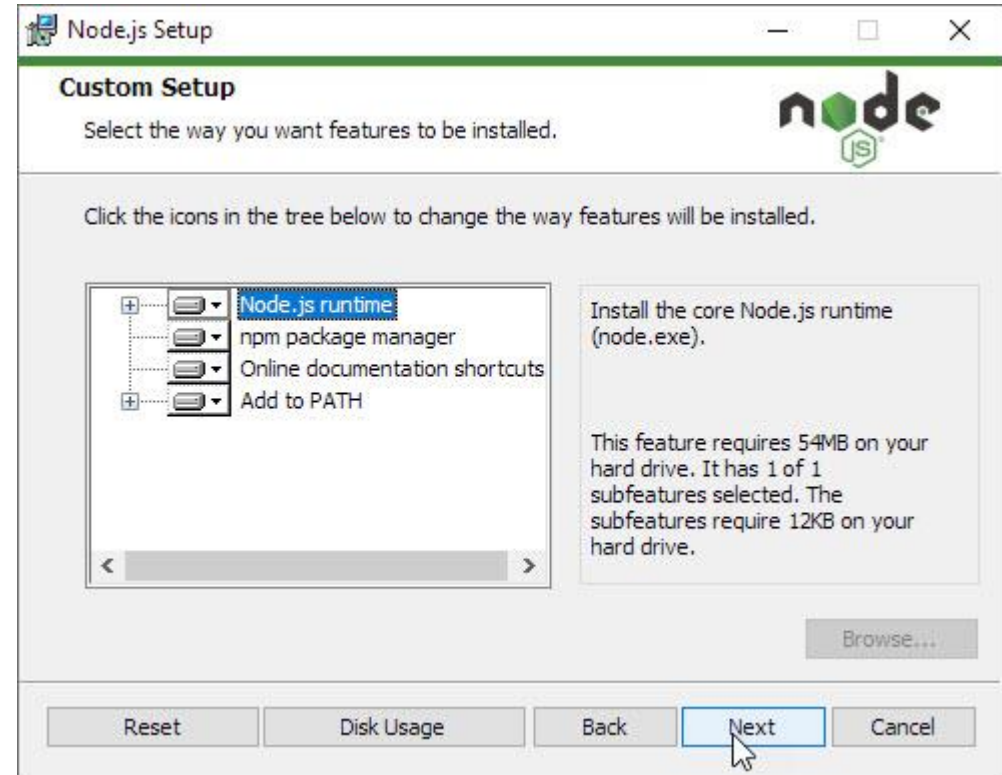 Node.js Setup
Custom Setup
Select the way you want features to be installed.
node
JS
Click the icons in the tree below to change the way features will be installed.
Node.js runtime
npm package manager
Online documentation shortcuts
Add to PATH
Install the core Node.js runtime
(node.exe).
This feature requires 54MB on your
hard drive. It has 1 of 1
subfeatures selected. The
subfeatures require 12KB on your
hard drive.
Browse...
Reset
Disk Usage
Back
Next
Cancel